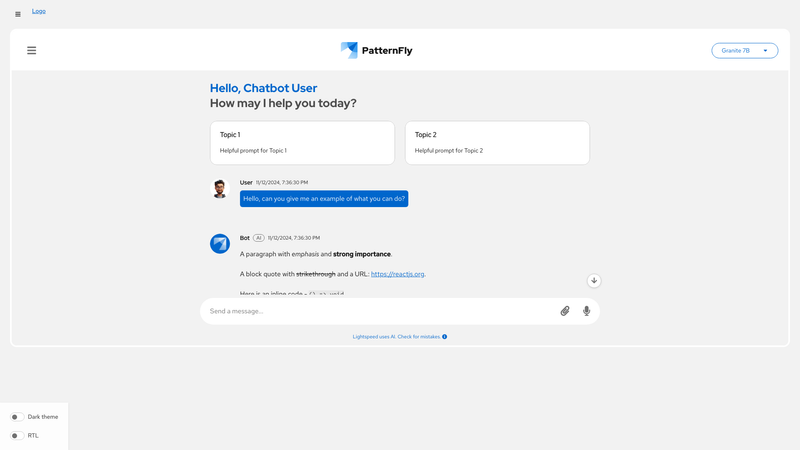 Logo
PatternFly
Granite 7B
Hello, Chatbot User
How may I help you today?
Topic 1
Helpful prompt for Topic 1
Topic 2
Helpful prompt for Topic 2
User 11/12/2024, 7:36:30 PM
Hello, can you give me an example of what you can do?
Bot AI 11/12/2024, 7:36:30 PM
A paragraph with emphasis and strong importance.
A block quote with strikethrough and a URL: https://reactjs.org.
Here is an inline code -
Send a message...
Lightspeed uses AI. Check for mistakes.
Dark theme
RTL